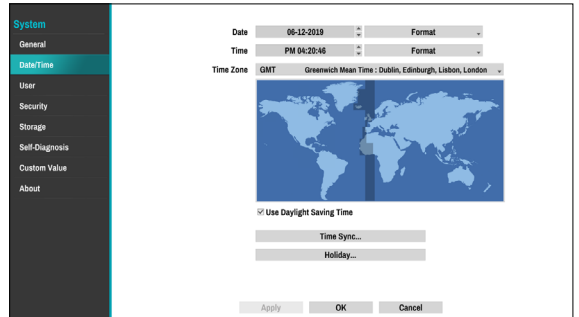 System
General
Date/Time
User
Security
Storage
Self-Diagnosis
Custom Value
About
Date 06-12-2019 Format
Time PM 04:20:46 Format
Time Zone GMT Greenwich Mean Time : Dublin, Edinburgh, Lisbon, London
Use Daylight Saving Time
Time Sync...
Holiday...
Apply OK Cancel